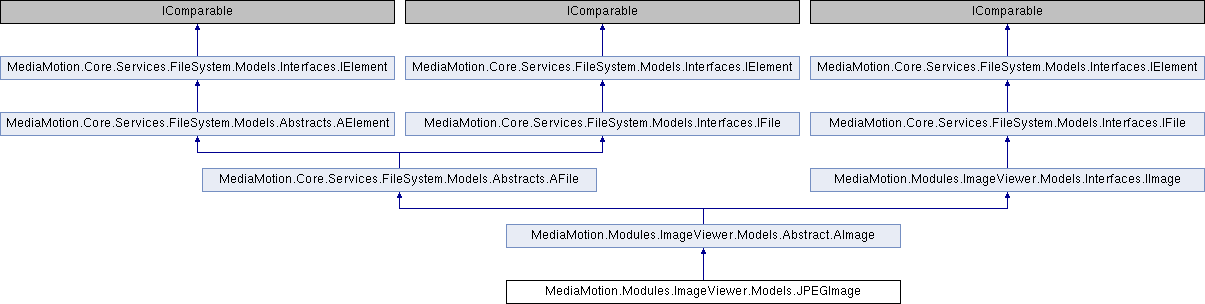 IComparable
IComparable
IComparable
MediaMotion.Core.Services.FileSystem.Models.Interfaces.IElement
MediaMotion.Core.Services.FileSystem.Models.Interfaces.IElement
MediaMotion.Core.Services.FileSystem.Models.Interfaces.IElement
MediaMotion.Core.Services.FileSystem.Models.Abstracts.AElement
MediaMotion.Core.Services.FileSystem.Models.Interfaces.IFile
MediaMotion.Core.Services.FileSystem.Models.Interfaces.IFile
MediaMotion.Core.Services.FileSystem.Models.Abstracts.AFile
MediaMotion.Modules.ImageViewer.Models.Interfaces.IImage
MediaMotion.Modules.ImageViewer.Models.Abstract.AImage
MediaMotion.Modules.ImageViewer.Models.JPEGImage